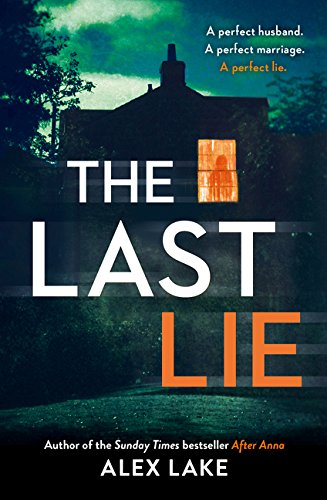 A perfect husband.
A perfect marriage.
A perfect lie.
THE
LAST
LIE
Author of the Sunday Times bestseller After Anna
ALEX LAKE